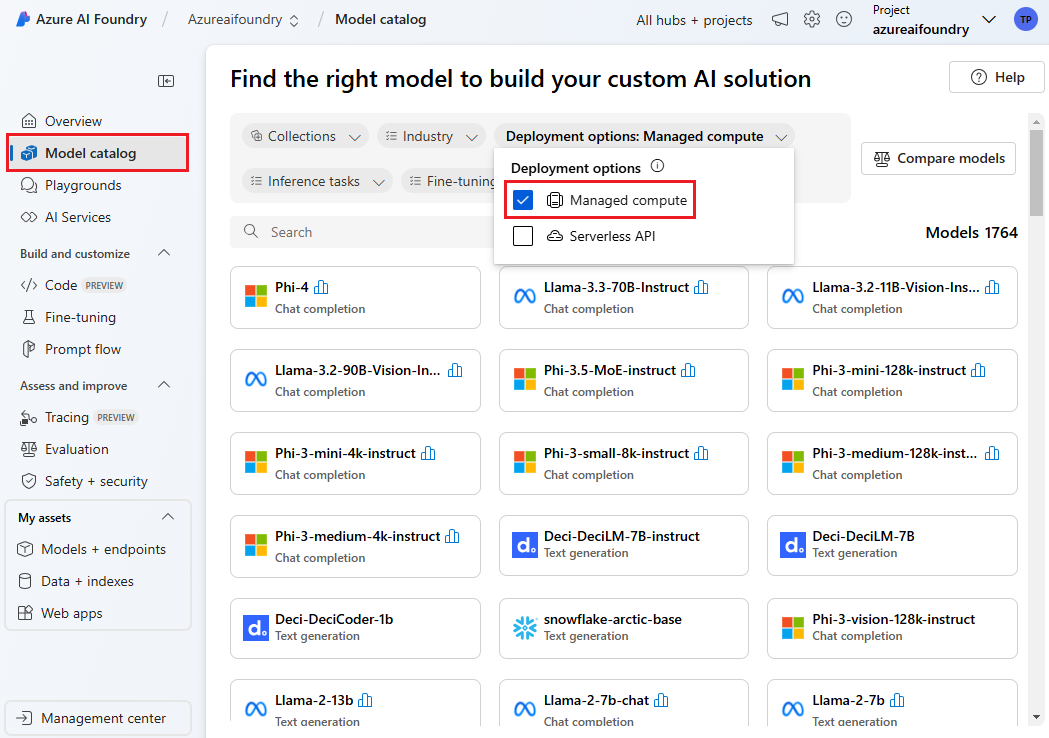 Azure AI Foundry / Azureaifoundry / Model catalog
All hubs + projects
Project
azureaifoundry
TP
Overview
Model catalog
Playgrounds
AI Services
Build and customize
Code PREVIEW
Fine-tuning
Prompt flow
Assess and improve
Tracing PREVIEW
Evaluation
Safety + security
My assets
Models + endpoints
Data + indexes
Web apps
Management center
Find the right model to build your custom AI solution
Help
Collections
Industry
Deployment options: Managed compute
Inference tasks
Fine-tuning
Deployment options
Managed compute
Serverless API
Compare models
Search
Models 1764
Phi-4
Chat completion
Llama-3.3-70B-Instruct
Chat completion
Llama-3.2-11B-Vision-Ins...
Chat completion
Llama-3.2-90B-Vision-In...
Chat completion
Phi-3.5-MoE-instruct
Chat completion
Phi-3-mini-128k-instruct
Chat completion
Phi-3-mini-4k-instruct
Chat completion
Phi-3-small-8k-instruct
Chat completion
Phi-3-medium-128k-inst...
Chat completion
Phi-3-medium-4k-instruct
Chat completion
Deci-DeciLM-7B-instruct
Text generation
Deci-DeciLM-7B
Text generation
Deci-DeciCoder-1b
Text generation
snowflake-arctic-base
Text generation
Phi-3-vision-128k-instruct
Chat completion
Llama-2-13b
Text generation
Llama-2-7b-chat
Chat completion
Llama-2-7b
Text generation